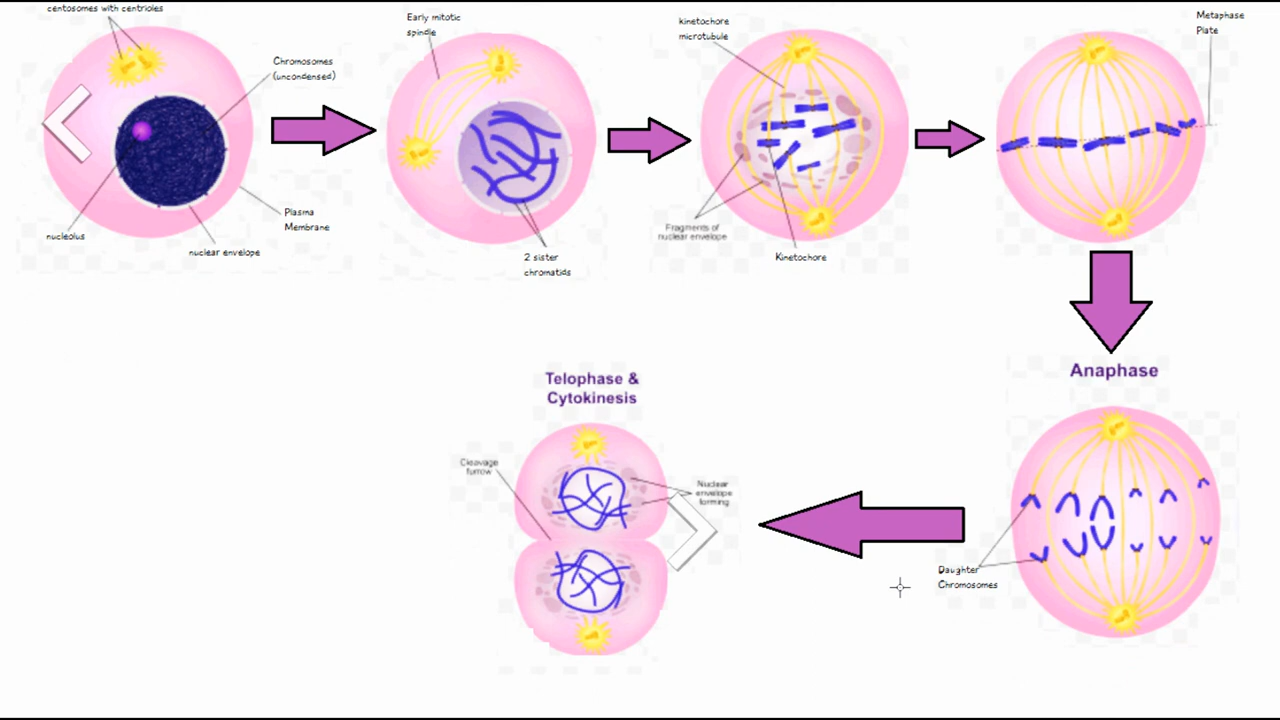 centosomes with centrioles
Chromosomes
(uncondensed)
nucleolus
Plasma
Membrane
nuclear envelope
Early mitotic
spindle
2 sister
chromatids
kinetochore
microtubule
Fragments of
nuclear envelope
Kinetochore
Metaphase
Plate
Anaphase
Daughter
Chromosomes
Telophase &
Cytokinesis
Cleavage
furrow
Nuclear
envelope
forming